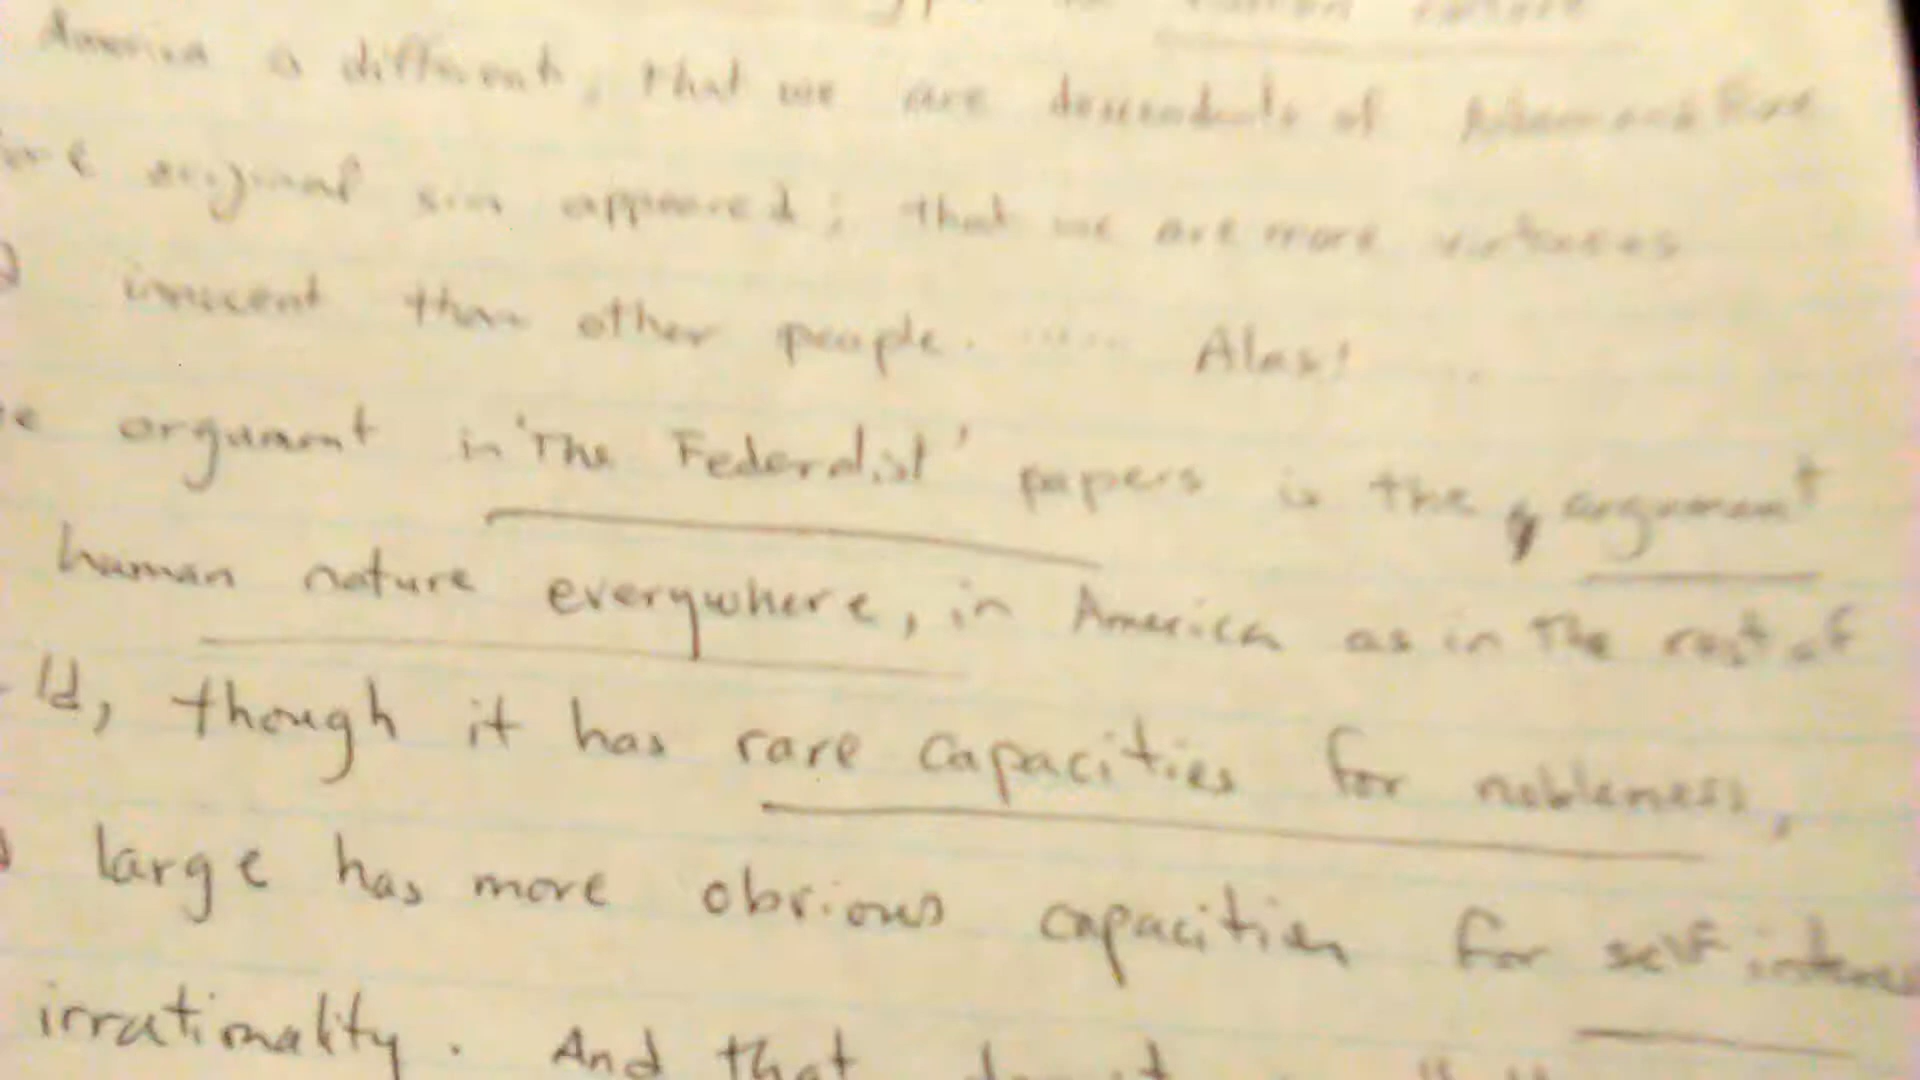 America is different, that we are descendents of Adam and Eve
original sin appeared; that we are more virtuous
innocent than other people. ...... Alas! ..
argument in 'The Federalist' papers is the argument
human nature everywhere, in America as in the rest of
ld, though it has rare capacities for nobleness,
large has more obvious capacities for self
irrationality. And that